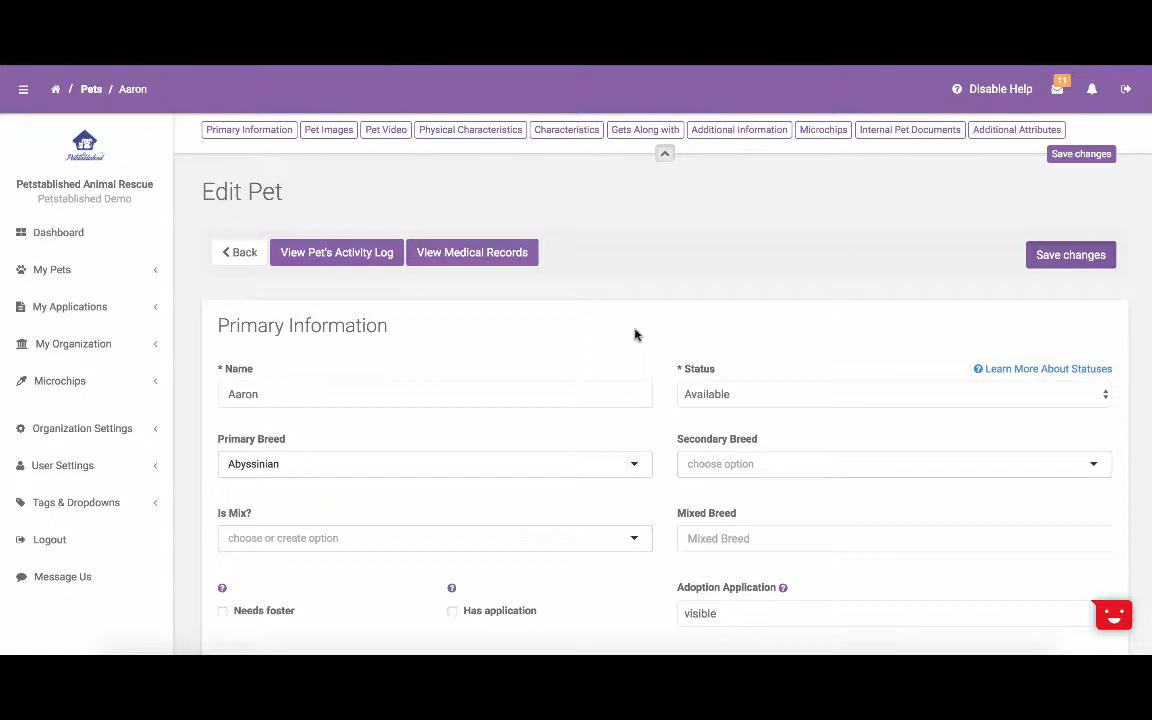 / Pets / Aaron
Disable Help
11
Primary Information Pet Images Pet Video Physical Characteristics Characteristics Gets Along with Additional Information Microchips Internal Pet Documents Additional Attributes
Save changes
Petstablished
Petstablished Animal Rescue
Petstablished Demo
Dashboard
My Pets
My Applications
My Organization
Microchips
Organization Settings
User Settings
Tags & Dropdowns
Logout
Message Us
Edit Pet
Back View Pet's Activity Log View Medical Records Save changes
Primary Information
* Name
Aaron
* Status
Learn More About Statuses
Available
Primary Breed
Abyssinian
Secondary Breed
choose option
Is Mix?
choose or create option
Mixed Breed
Mixed Breed
Needs foster
Has application
Adoption Application
visible